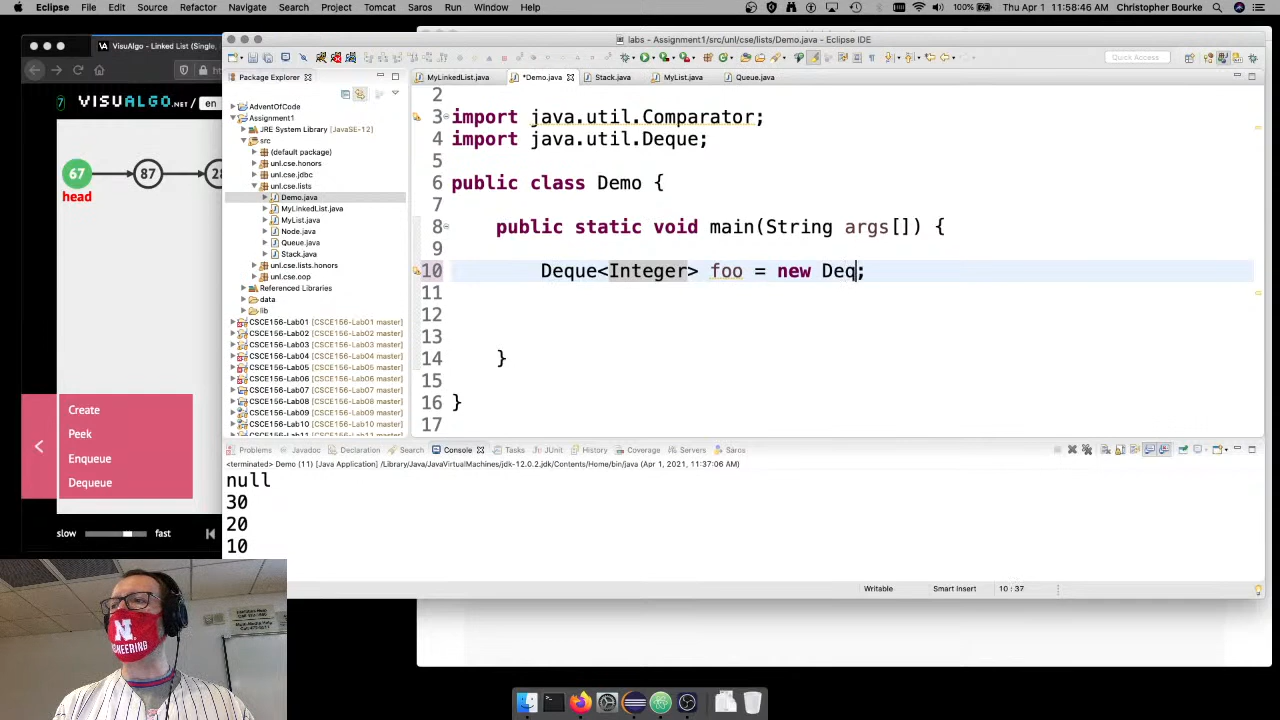 Eclipse File Edit Source Refactor Navigate Search Project Tomcat Saros Run Window Help
100% Thu Apr 1 11:58:46 AM Christopher Bourke
VisuAlgo - Linked List (Single,
labs - Assignment1/src/unl/cse/lists/Demo.java - Eclipse IDE
Quick Access
7 VISUALGO.NET/ en
67 87 28
head
Create
Peek
Enqueue
Dequeue
slow fast
Package Explorer
AdventOfCode
Assignment1
JRE System Library [JavaSE-12]
src
(default package)
unl.cse.honors
unl.cse.jdbc
unl.cse.lists
Demo.java
MyLinkedList.java
MyList.java
Node.java
Queue.java
Stack.java
unl.cse.lists.honors
unl.cse.oop
Referenced Libraries
data
lib
CSCE156-Lab01 [CSCE156-Lab01 master]
CSCE156-Lab02 [CSCE156-Lab02 master]
CSCE156-Lab03 [CSCE156-Lab03 master]
CSCE156-Lab04 [CSCE156-Lab04 master]
CSCE156-Lab05 [CSCE156-Lab05 master]
CSCE156-Lab06 [CSCE156-Lab06 master]
CSCE156-Lab07 [CSCE156-Lab07 master]
CSCE156-Lab08 [CSCE156-Lab08 master]
CSCE156-Lab09 [CSCE156-Lab09 master]
CSCE156-Lab10 [CSCE156-Lab10 master]
CSCE156-Lab11 [CSCE156-Lab11 master]
MyLinkedList.java *Demo.java Stack.java MyList.java Queue.java
2
3 import java.util.Comparator;
4 import java.util.Deque;
5
6 public class Demo {
7
8 public static void main(String args[]) {
9
10 Deque<Integer> foo = new Deq;
11
12
13
14 }
15
16 }
17
Problems Javadoc Declaration Search Console Tasks JUnit History Coverage Servers Saros
<terminated> Demo (11) [Java Application] /Library/Java/JavaVirtualMachines/jdk-12.0.2.jdk/Contents/Home/bin/java (Apr 1, 2021, 11:37:06 AM)
null
30
20
10
Writable Smart Insert 10 : 37
N